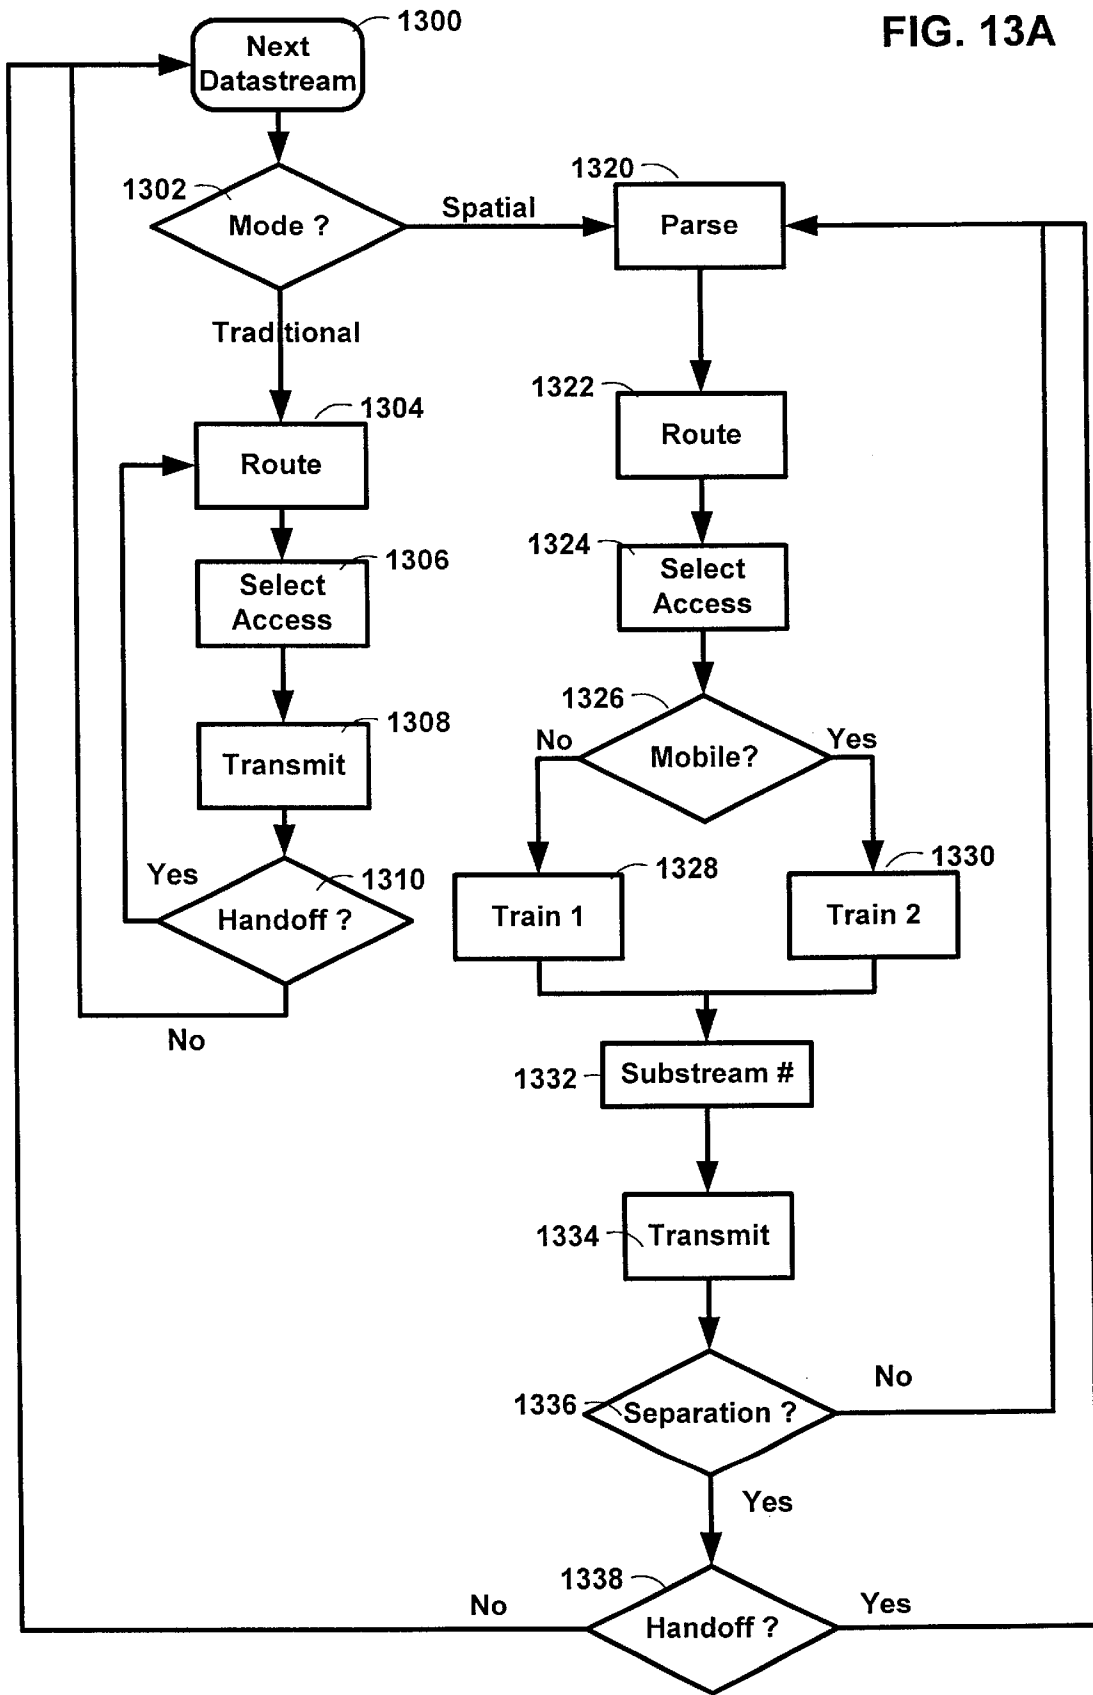 FIG. 13A
1300
Next
Datastream
1302
Mode ?
Spatial
1320
Parse
Traditional
1304
Route
1322
Route
1306
Select
Access
1324
Select
Access
1308
Transmit
1326
Mobile?
No
Yes
Yes
1310
Handoff ?
No
1328
Train 1
1330
Train 2
1332
Substream #
1334
Transmit
1336
Separation ?
No
Yes
1338
Handoff ?
No
Yes